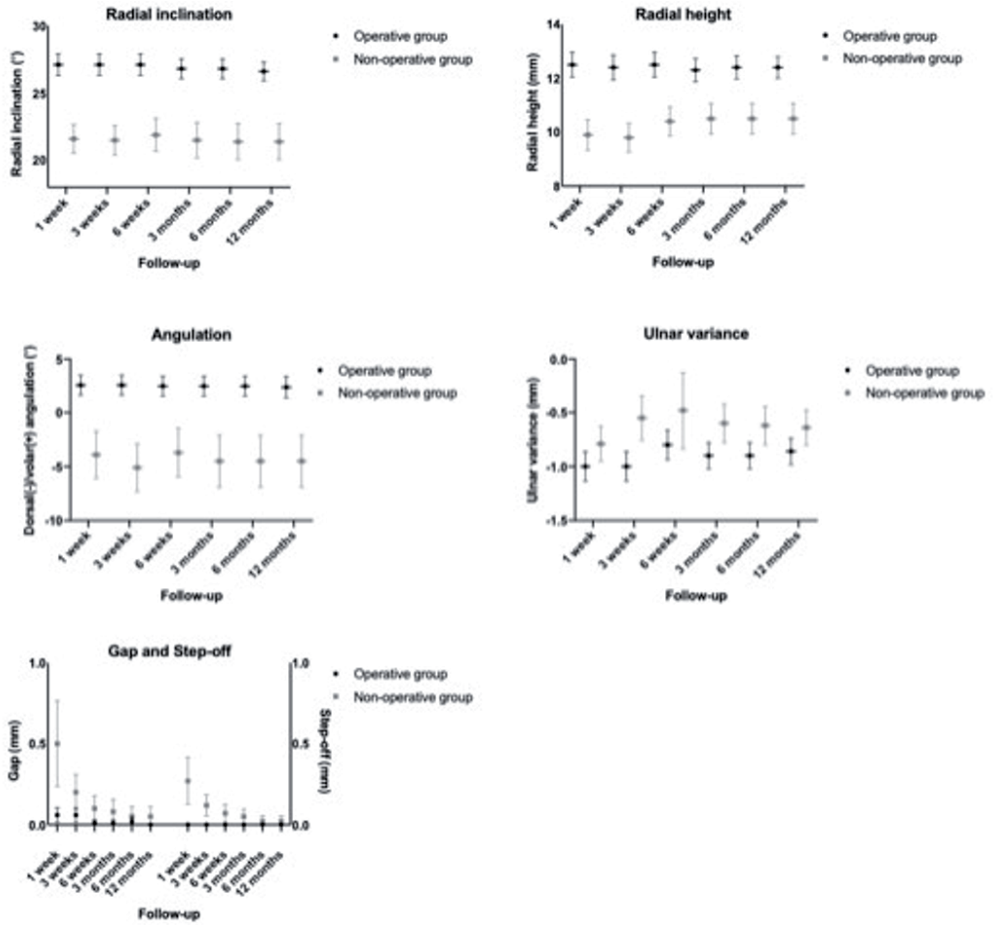 Radial inclination
30
25
20
Radial inclination (°)
1 week
3 weeks
6 weeks
3 months
6 months
12 months
Follow-up
Operative group
Non-operative group
Radial height
14
12
10
8
Radial height (mm)
1 week
3 weeks
6 weeks
3 months
6 months
12 months
Follow-up
Operative group
Non-operative group
Angulation
5
0
-5
-10
Dorsal(-)/volar(+) angulation (°)
1 week
3 weeks
6 weeks
3 months
6 months
12 months
Follow-up
Operative group
Non-operative group
Ulnar variance
0.0
-0.5
-1.0
-1.5
Ulnar variance (mm)
1 week
3 weeks
6 weeks
3 months
6 months
12 months
Follow-up
Operative group
Non-operative group
Gap and Step-off
1.0
0.5
0.0
Gap (mm)
1.0
0.5
0.0
Step-off (mm)
1 week
3 weeks
6 weeks
3 months
6 months
12 months
1 week
3 weeks
6 weeks
3 months
6 months
12 months
Follow-up
Operative group
Non-operative group